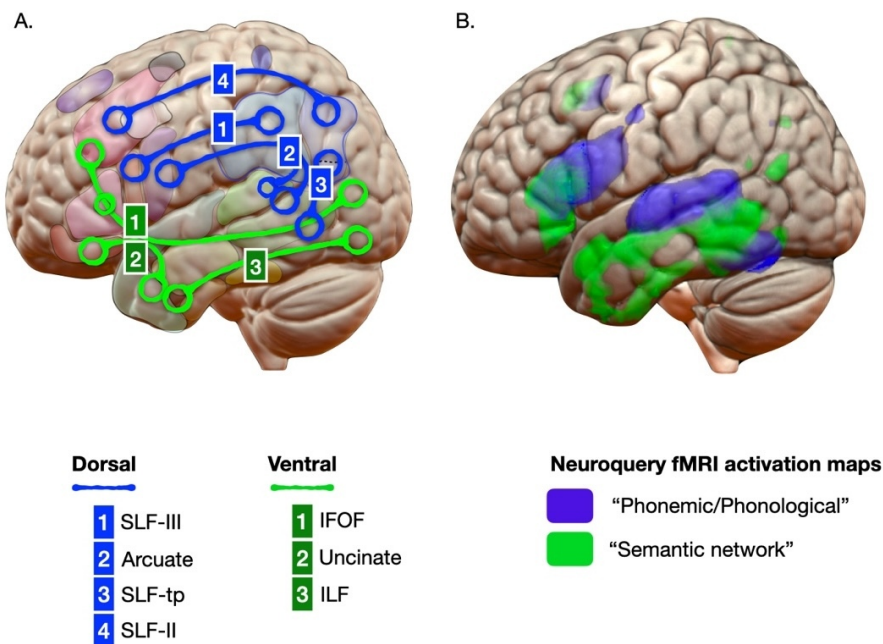 A.
B.
4
1
2
3
1
2
3
Dorsal
1 SLF-III
2 Arcuate
3 SLF-tp
4 SLF-II
Ventral
1 IFOF
2 Uncinate
3 ILF
Neuroquery fMRI activation maps
“Phonemic/Phonological”
“Semantic network”